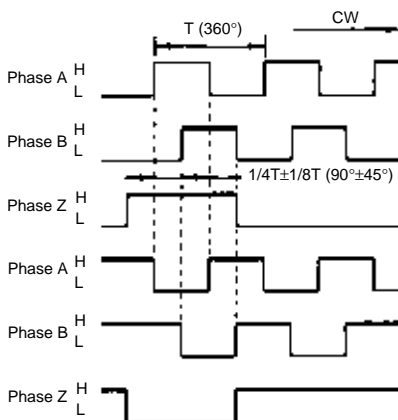 T (360°)
CW
Phase A H
L
Phase B H
L
1/4T±1/8T (90°±45°)
Phase Z H
L
Phase A H
L
Phase B H
L
Phase Z H
L